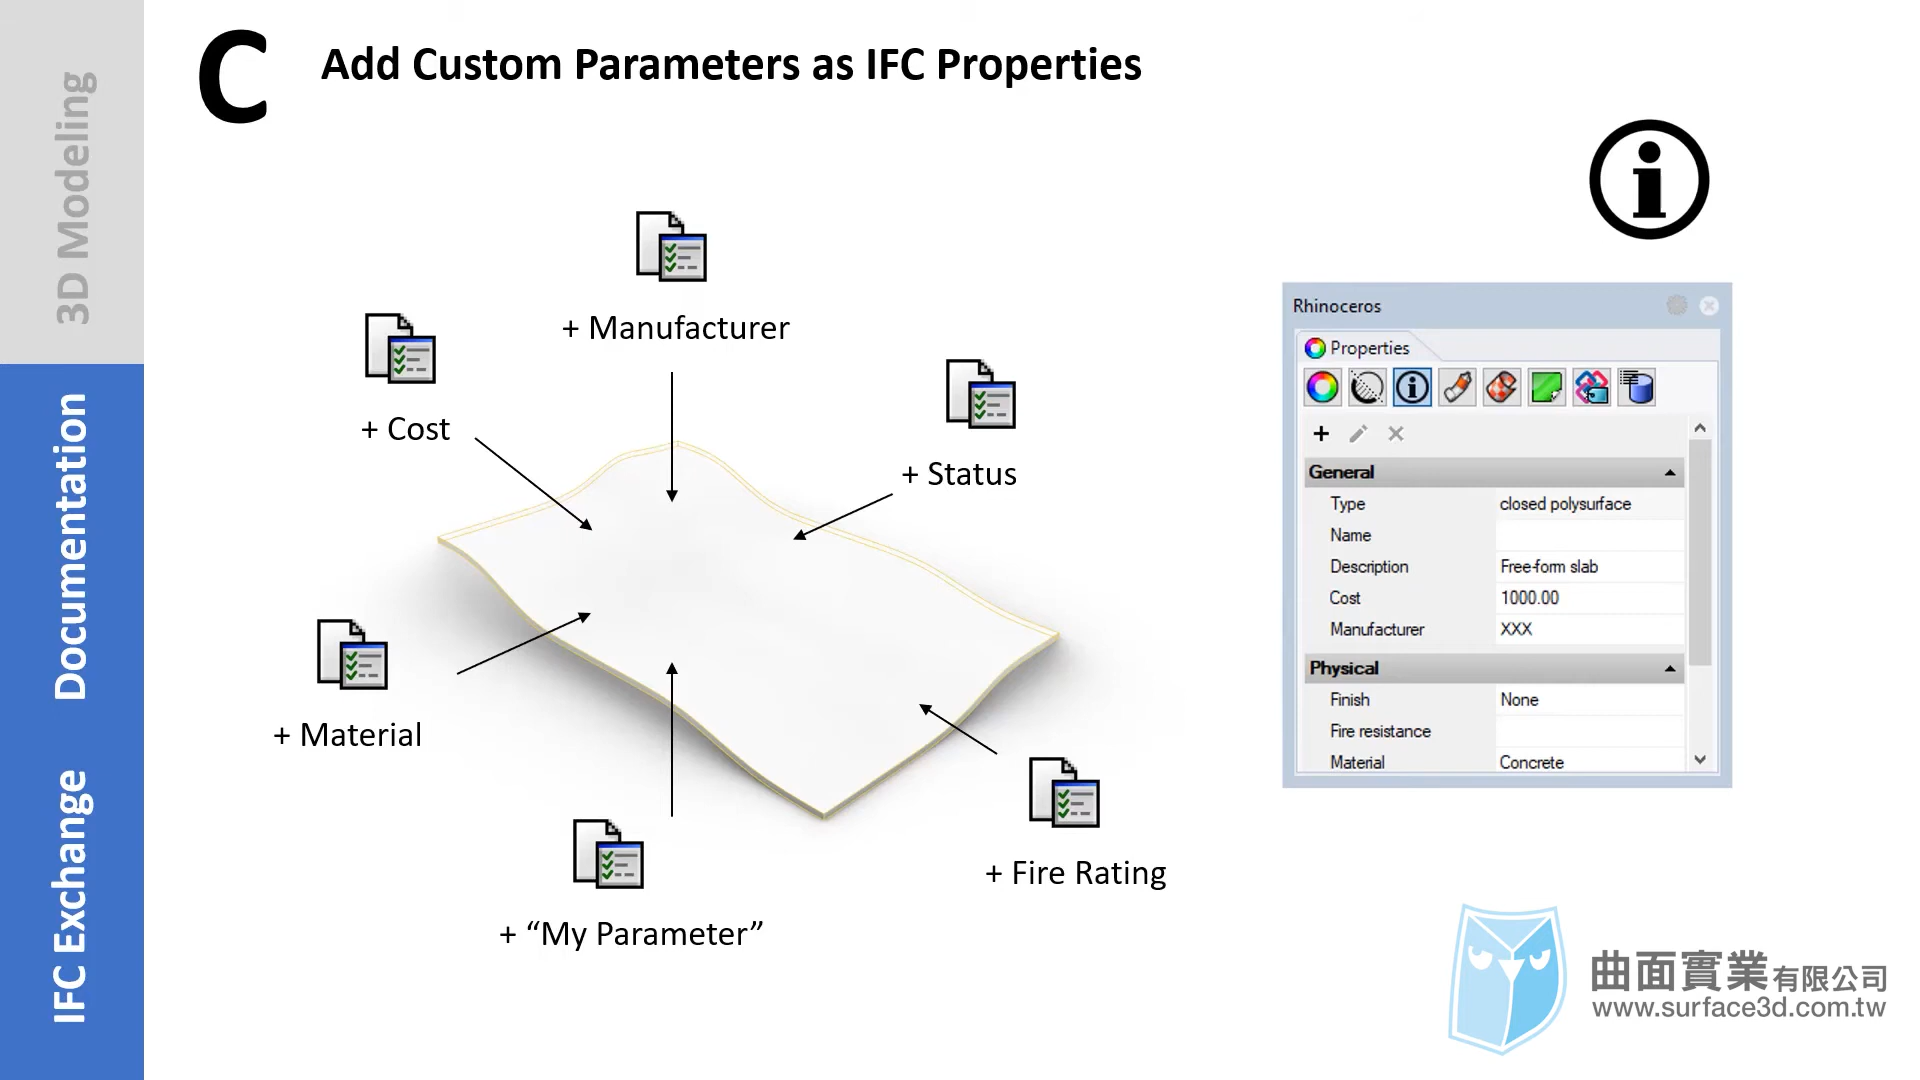 C
Add Custom Parameters as IFC Properties
3D Modeling
Documentation
IFC Exchange
+ Manufacturer
+ Cost
+ Status
+ Material
+ Fire Rating
+ “My Parameter”
Rhinoceros
Properties
General
Type closed polysurface
Name
Description Free-form slab
Cost 1000.00
Manufacturer XXX
Physical
Finish None
Fire resistance
Material Concrete
曲面實業有限公司
www.surface3d.com.tw